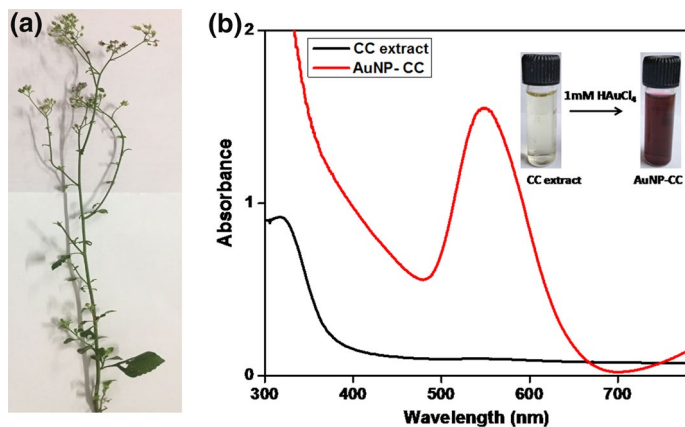 (a)
(b)
2
CC extract
AuNP- CC
1mM HAuCl₄
CC extract
AuNP-CC
1
Absorbance
0
300 400 500 600 700
Wavelength (nm)